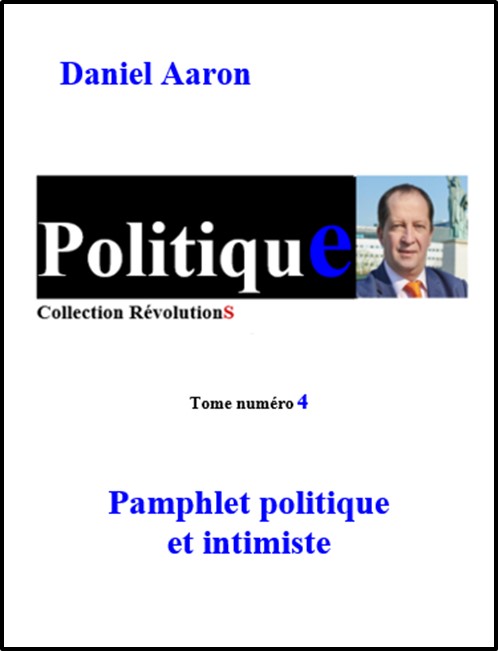 Daniel Aaron
Politique
Collection RévolutionS
Tome numéro 4
Pamphlet politique
et intimiste